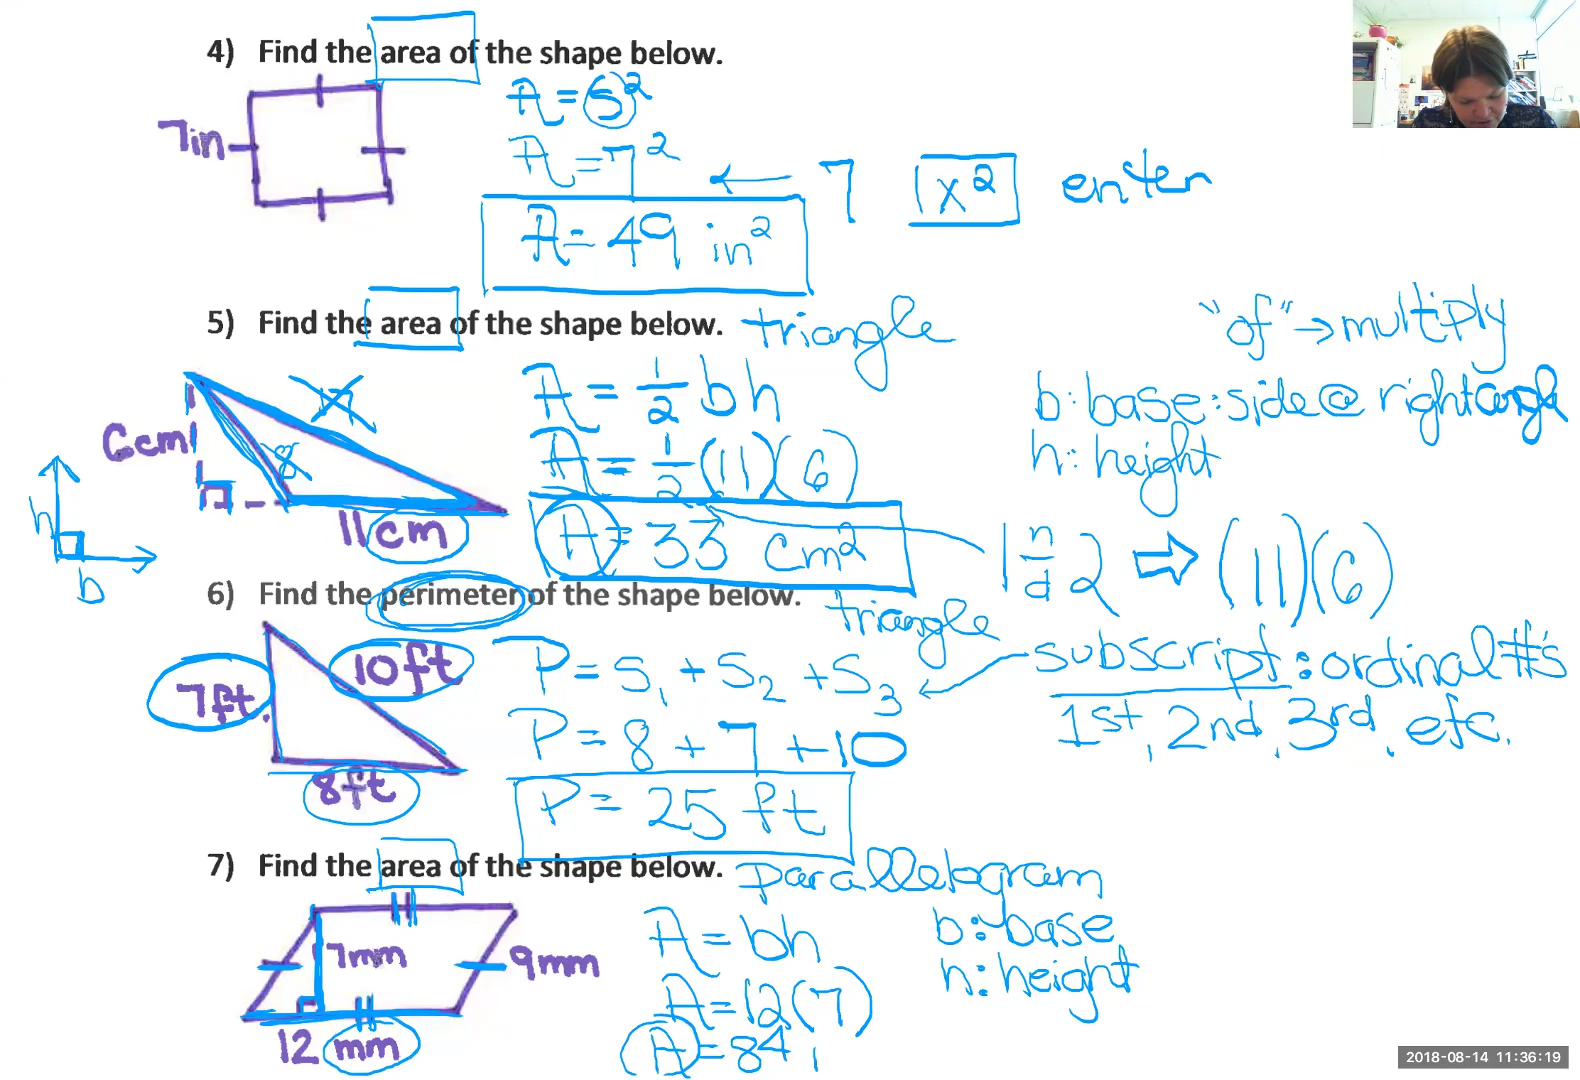 4) Find the area of the shape below.
7in
A = (s)²
A = 7² ← 7 x² enter
A = 49 in²
5) Find the area of the shape below. triangle
"of" → multiply
b: base: side @ right angle
h: height
6cm
8
11cm
h
b
A = 1/2 bh
A = 1/2 (11)(6)
A = 33 cm²
1 n/d 2 ⇒ (11)(6)
6) Find the perimeter of the shape below. triangle
7ft
10ft
8ft
P = S₁ + S₂ + S₃
P = 8 + 7 + 10
P = 25 ft
subscript: ordinal #'s
1st, 2nd, 3rd, etc.
7) Find the area of the shape below. parallelogram
7mm
9mm
12 mm
A = bh
A = 12(7)
A = 84
b: base
h: height
2018-08-14 11:36:19